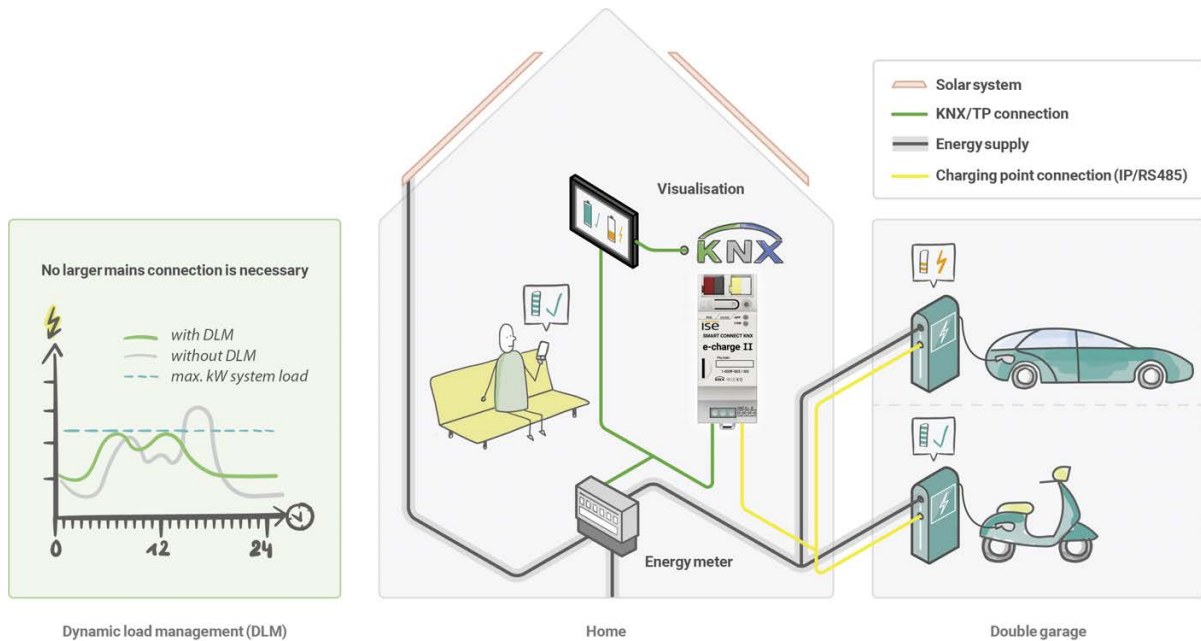 Solar system
KNX/TP connection
Energy supply
Charging point connection (IP/RS485)
Visualisation
KNX
No larger mains connection is necessary
with DLM
without DLM
max. kW system load
0 12 24
ise
SMART CONNECT KNX
e-charge II
Energy meter
Dynamic load management (DLM)
Home
Double garage